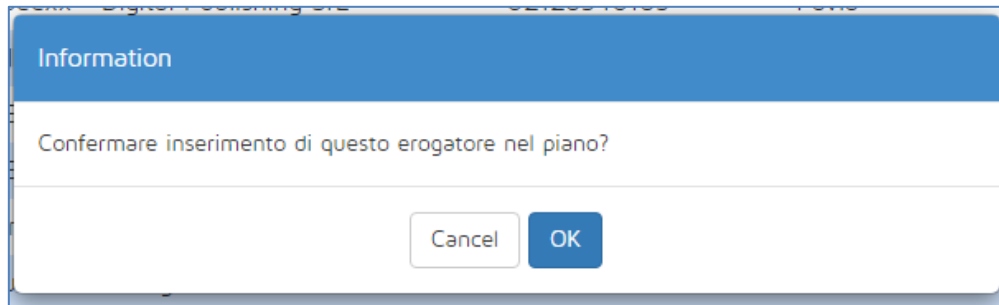 Information
Confermare inserimento di questo erogatore nel piano?
Cancel
OK